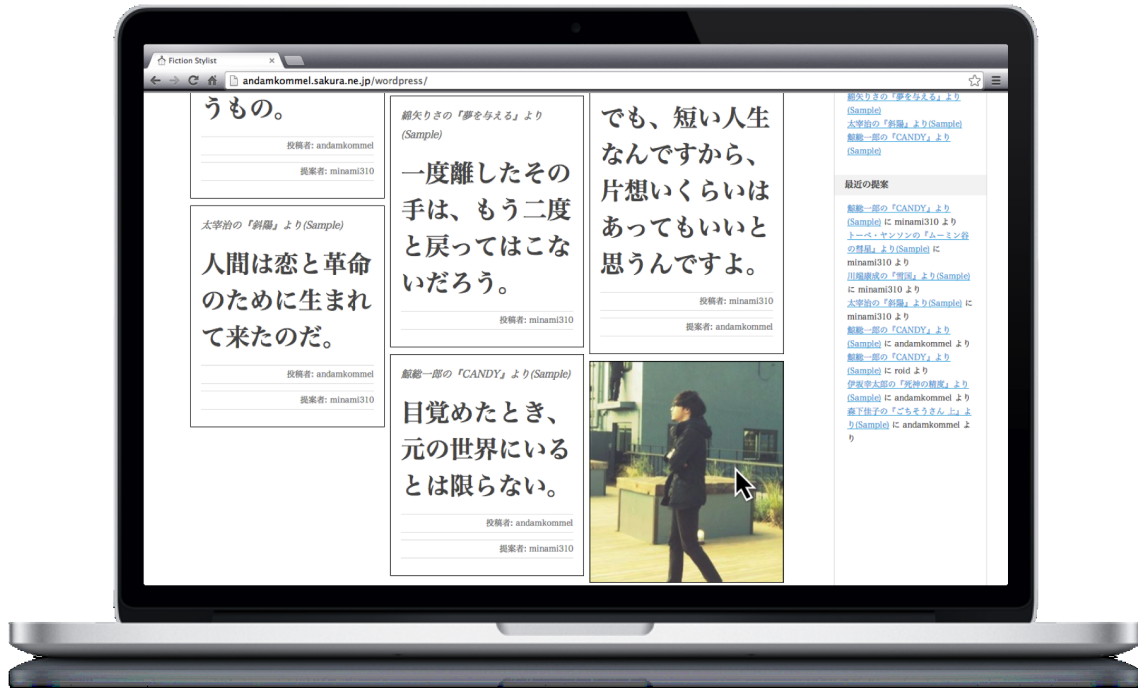 Fiction Stylist
andamkommel.sakura.ne.jp/wordpress/
うもの。
投稿者: andamkommel
提案者: minami310
太宰治の『斜陽』より(Sample)
人間は恋と革命
のために生まれ
て来たのだ。
投稿者: andamkommel
提案者: minami310
綿矢りさの『夢を与える』より
(Sample)
一度離したその
手は、もう二度
と戻ってはこな
いだろう。
投稿者: minami310
鯨総一郎の『CANDY』より(Sample)
目覚めたとき、
元の世界にいる
とは限らない。
投稿者: andamkommel
提案者: minami310
でも、短い人生
なんですから、
片想いくらいは
あってもいいと
思うんですよ。
投稿者: minami310
提案者: andamkommel
綿矢りさの『夢を与える』より
(Sample)
太宰治の『斜陽』より(Sample)
鯨総一郎の『CANDY』より
(Sample)
最近の提案
鯨総一郎の『CANDY』より
(Sample) に minami310 より
トーベ・ヤンソンの『ムーミン谷
の彗星』より(Sample) に
minami310 より
川端康成の『雪国』より(Sample)
に minami310 より
太宰治の『斜陽』より(Sample) に
minami310 より
鯨総一郎の『CANDY』より
(Sample) に andamkommel より
鯨総一郎の『CANDY』より
(Sample) に roid より
伊坂幸太郎の『死神の精度』より
(Sample) に andamkommel より
森下佳子の『ごちそうさん 上』よ
り(Sample) に andamkommel よ
り